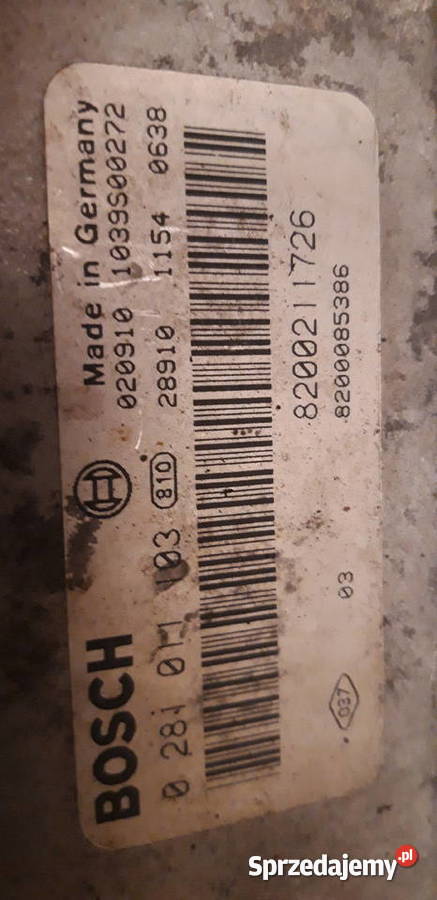 BOSCH
Made in Germany
020910 1039S00272
0 281 011 103 810 28910 1154 0638
8200211726
8200085386
037 03
Sprzedajemy.pl